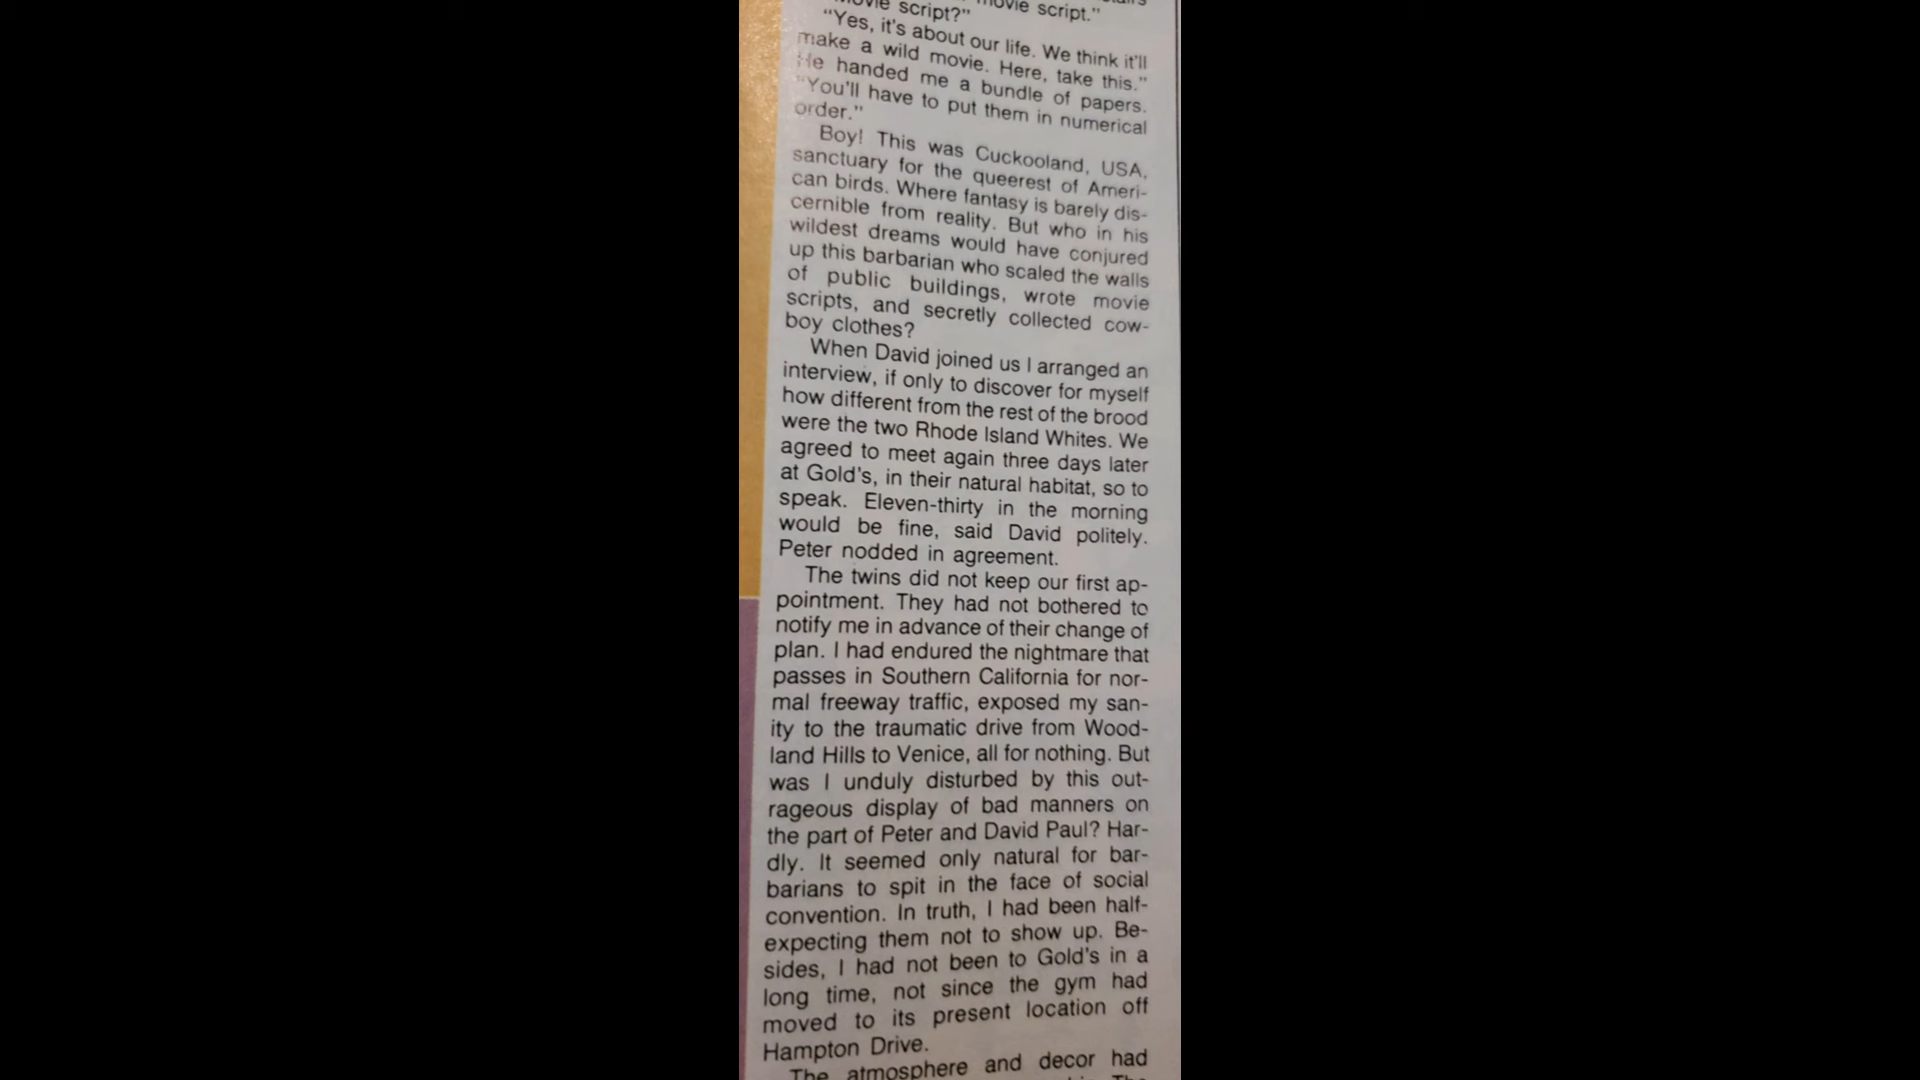 movie script."
script?"
"Yes, it's about our life. We think it'll
make a wild movie. Here, take this."
He handed me a bundle of papers.
"You'll have to put them in numerical
order."
Boy! This was Cuckooland, USA,
sanctuary for the queerest of Ameri-
can birds. Where fantasy is barely dis-
cernible from reality. But who in his
wildest dreams would have conjured
up this barbarian who scaled the walls
of public buildings, wrote movie
scripts, and secretly collected cow-
boy clothes?
When David joined us I arranged an
interview, if only to discover for myself
how different from the rest of the brood
were the two Rhode Island Whites. We
agreed to meet again three days later
at Gold's, in their natural habitat, so to
speak. Eleven-thirty in the morning
would be fine, said David politely.
Peter nodded in agreement.
The twins did not keep our first ap-
pointment. They had not bothered to
notify me in advance of their change of
plan. I had endured the nightmare that
passes in Southern California for nor-
mal freeway traffic, exposed my san-
ity to the traumatic drive from Wood-
land Hills to Venice, all for nothing. But
was I unduly disturbed by this out-
rageous display of bad manners on
the part of Peter and David Paul? Har-
dly. It seemed only natural for bar-
barians to spit in the face of social
convention. In truth, I had been half-
expecting them not to show up. Be-
sides, I had not been to Gold's in a
long time, not since the gym had
moved to its present location off
Hampton Drive.
The atmosphere and decor had